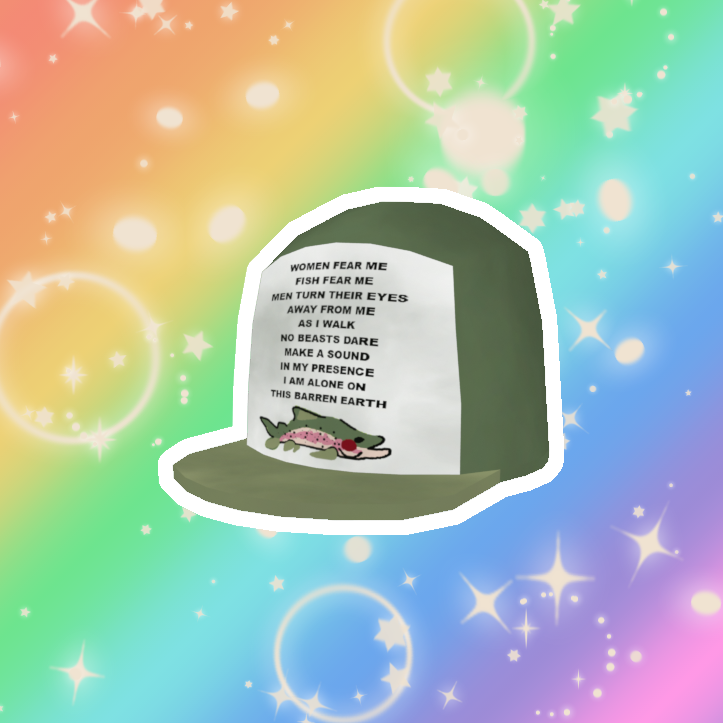 WOMEN FEAR ME
FISH FEAR ME
MEN TURN THEIR EYES
AWAY FROM ME
AS I WALK
NO BEASTS DARE
MAKE A SOUND
IN MY PRESENCE
I AM ALONE ON
THIS BARREN EARTH